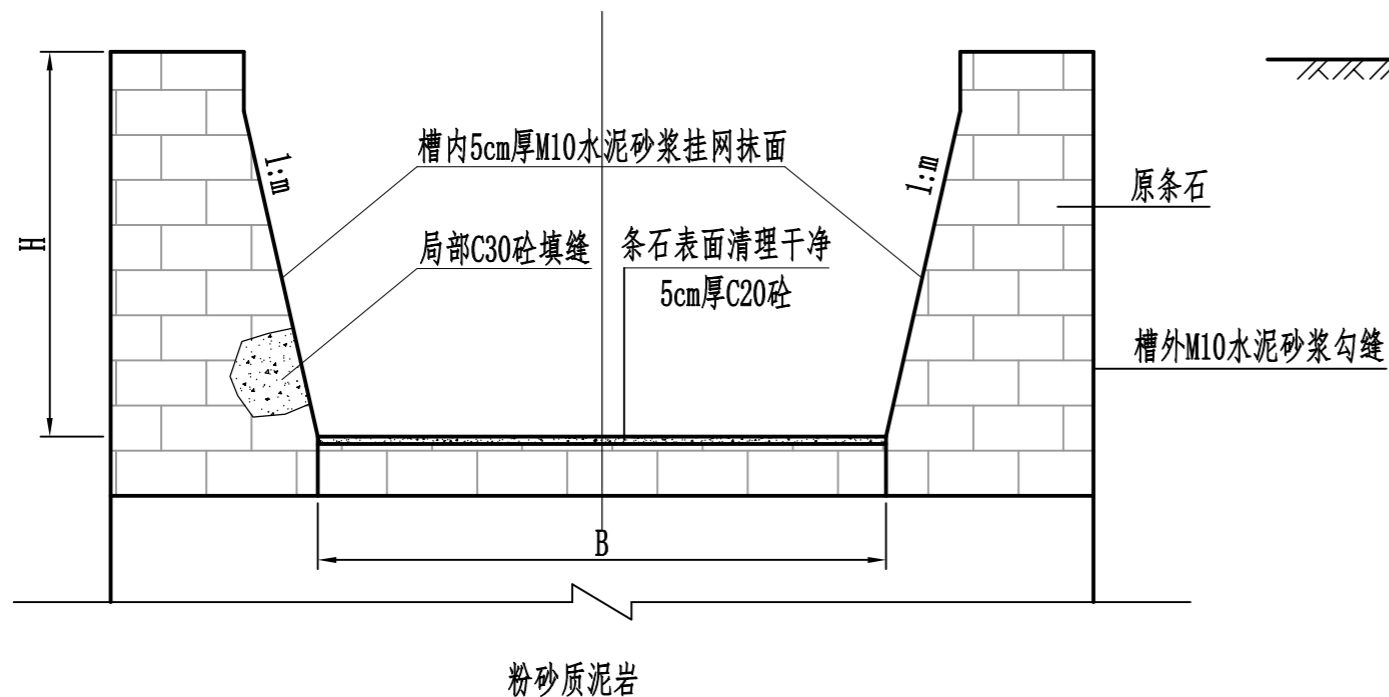 槽内5cm厚M10水泥砂浆挂网抹面
1:m
1:m
原条石
H
局部C30砼填缝
条石表面清理干净
5cm厚C20砼
槽外M10水泥砂浆勾缝
B
粉砂质泥岩